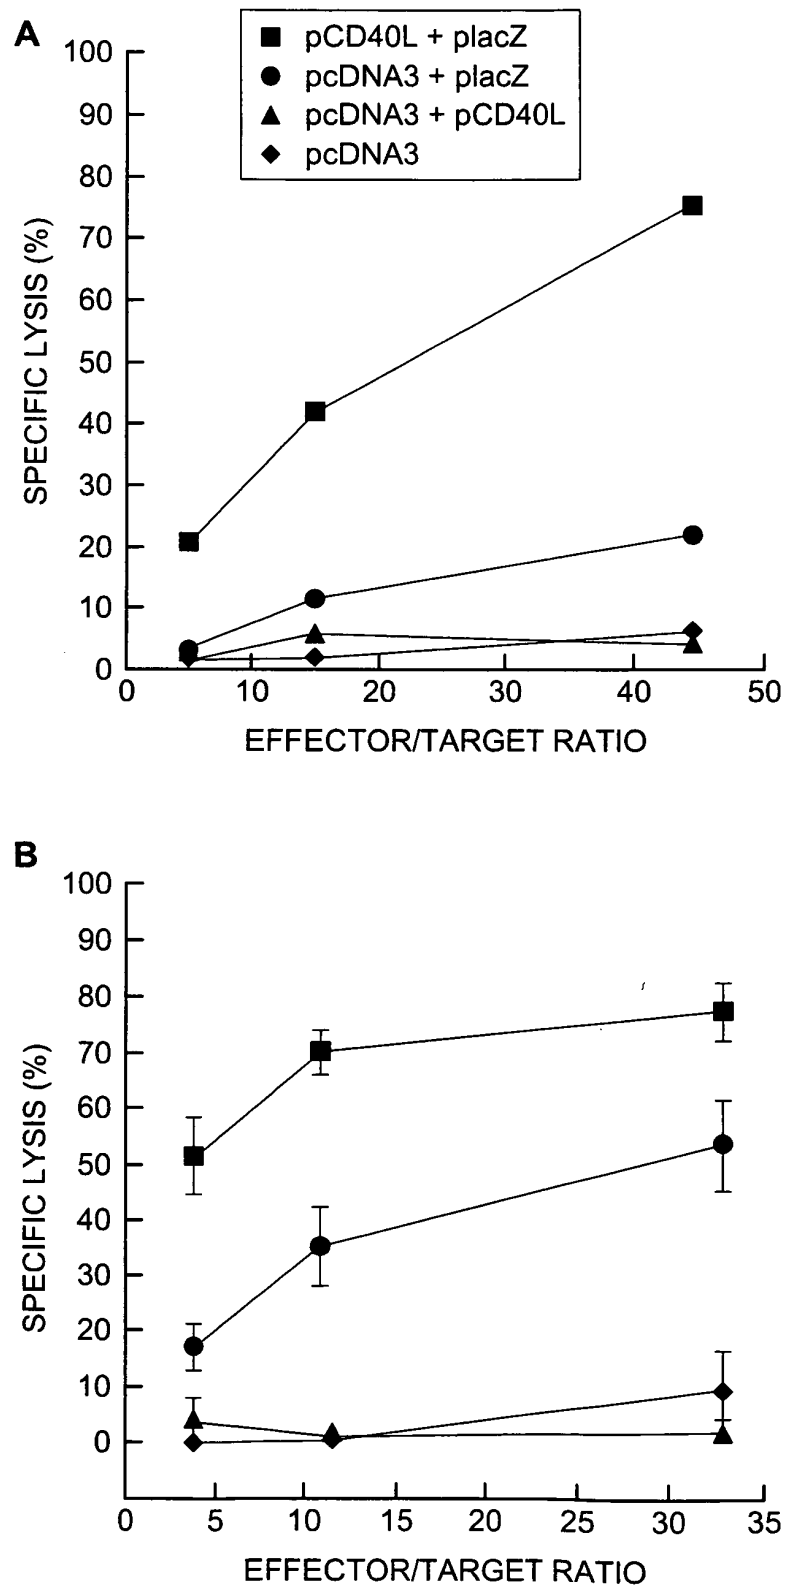 A
pCD40L + placZ
pcDNA3 + placZ
pcDNA3 + pCD40L
pcDNA3
100
90
80
70
60
50
40
30
20
10
0
SPECIFIC LYSIS (%)
0 10 20 30 40 50
EFFECTOR/TARGET RATIO
B
100
90
80
70
60
50
40
30
20
10
0
SPECIFIC LYSIS (%)
0 5 10 15 20 25 30 35
EFFECTOR/TARGET RATIO